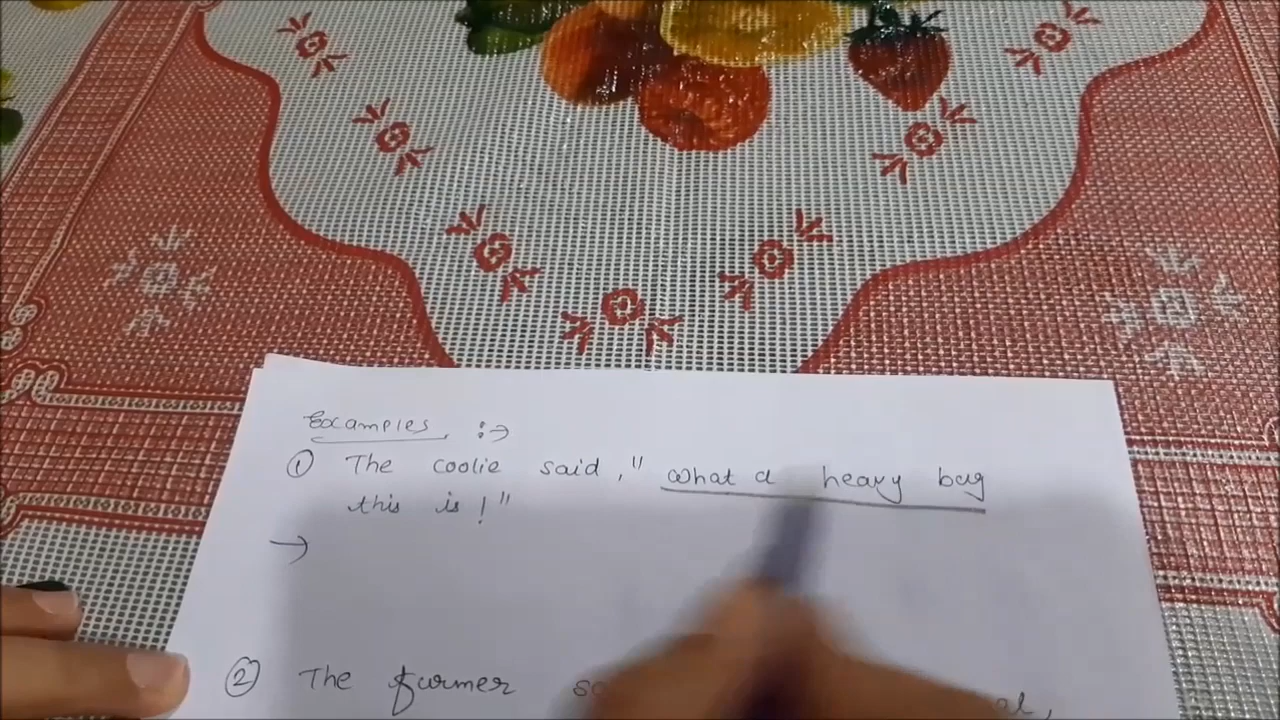 Examples :→
① The coolie said, "What a heavy bag
this is!"
→
② The farmer